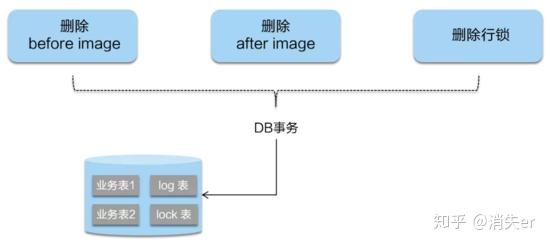 删除
before image
删除
after image
删除行锁
DB事务
业务表1
log 表
业务表2
lock 表
知乎 @消失er